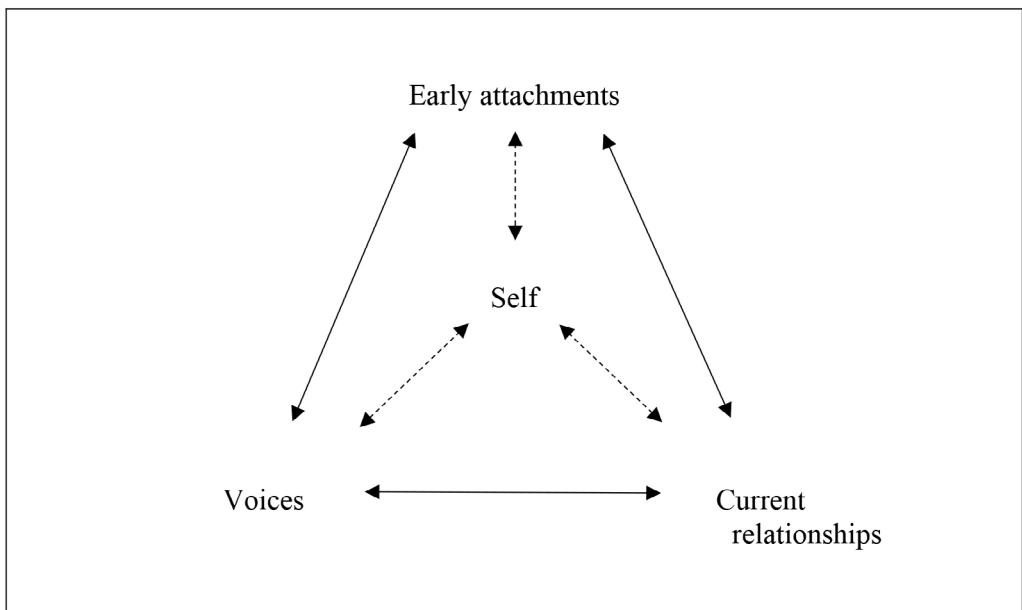 Early attachments
Self
Voices
Current
relationships